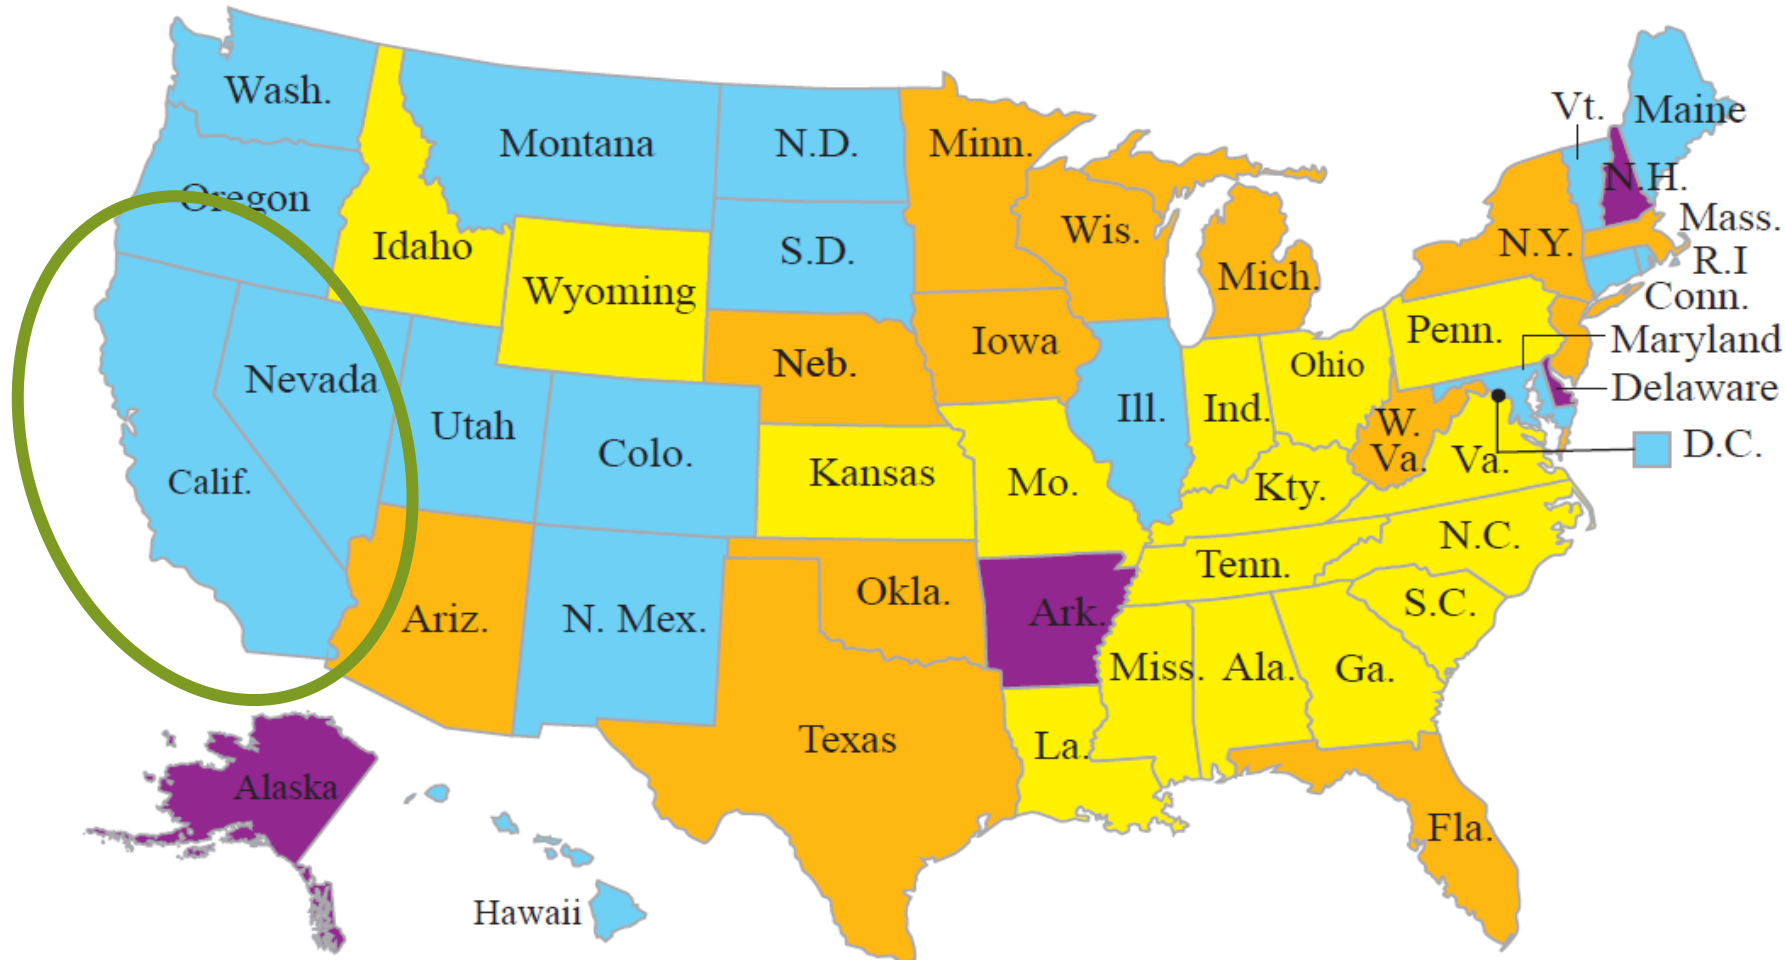 Wash.
Montana
N.D.
Minn.
Vt.
Maine
Oregon
Idaho
Wyoming
S.D.
Wis.
Mich.
N.Y.
N.H.
Mass.
R.I
Conn.
Nevada
Utah
Colo.
Neb.
Iowa
Ill.
Ind.
Ohio
Penn.
Maryland
Delaware
D.C.
Calif.
Kansas
Mo.
Kty.
W.
Va.
Va.
Ariz.
N. Mex.
Okla.
Ark.
Tenn.
N.C.
S.C.
Texas
La.
Miss.
Ala.
Ga.
Fla.
Alaska
Hawaii